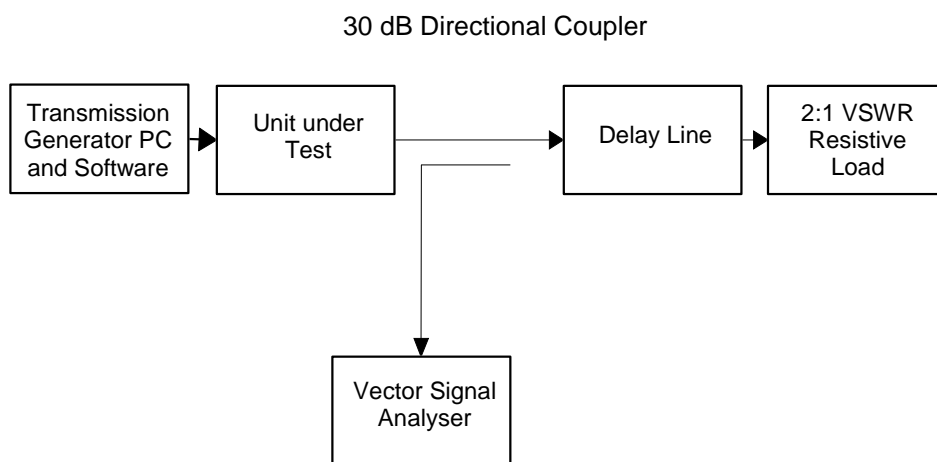 30 dB Directional Coupler
Transmission
Generator PC
and Software
Unit under
Test
Delay Line
2:1 VSWR
Resistive
Load
Vector Signal
Analyser